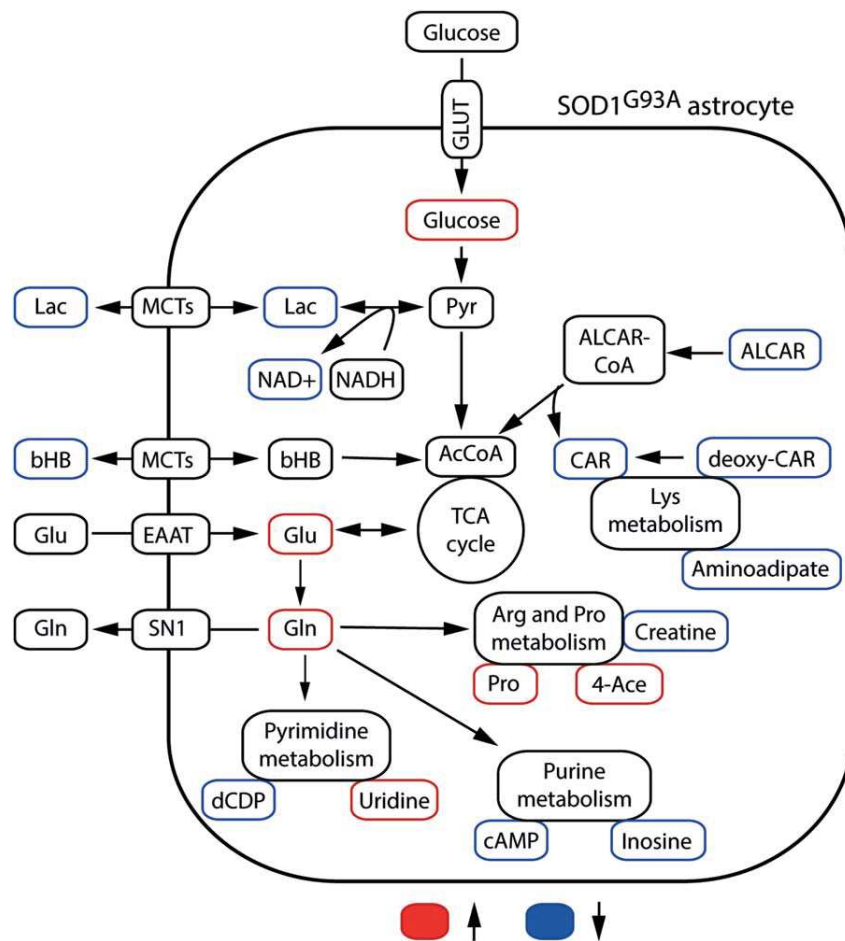 Glucose
GLUT
SOD1G93A astrocyte
Glucose
Lac
MCTs
Lac
Pyr
NAD+
NADH
ALCAR-
CoA
ALCAR
bHB
MCTs
bHB
AcCoA
CAR
deoxy-CAR
Lys
metabolism
Aminoadipate
Glu
EAAT
Glu
TCA
cycle
Gln
SN1
Gln
Arg and Pro
metabolism
Creatine
Pro
4-Ace
Pyrimidine
metabolism
dCDP
Uridine
Purine
metabolism
cAMP
Inosine